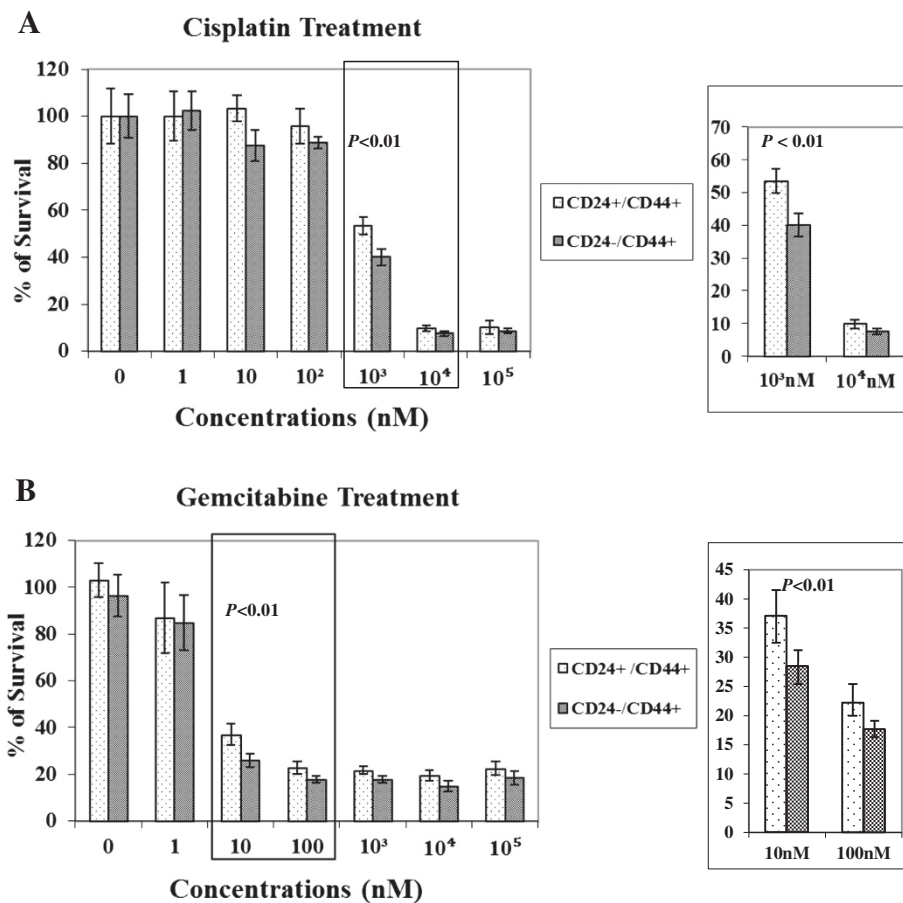 A
Cisplatin Treatment
120
100
80
60
40
20
0
% of Survival
P<0.01
0 1 10 10² 10³ 10⁴ 10⁵
Concentrations (nM)
CD24+/CD44+
CD24-/CD44+
70
60
50
40
30
20
10
0
P < 0.01
10³nM 10⁴nM
B
Gemcitabine Treatment
120
100
80
60
40
20
0
% of Survival
P<0.01
0 1 10 100 10³ 10⁴ 10⁵
Concentrations (nM)
CD24+ /CD44+
CD24-/CD44+
45
40
35
30
25
20
15
10
5
0
P<0.01
10nM 100nM